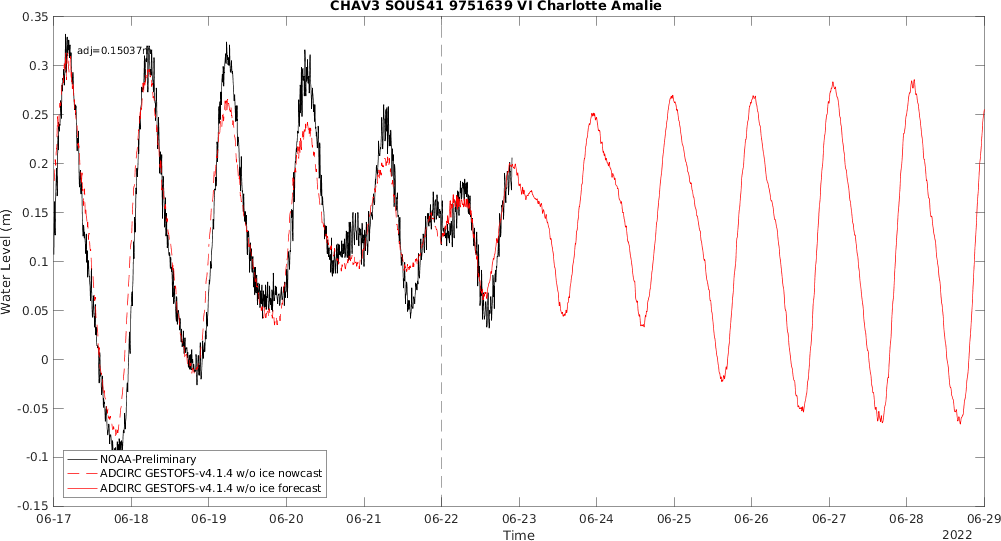 CHAV3 SOUS41 9751639 VI Charlotte Amalie
0.35
0.3
0.25
0.2
0.15
0.1
0.05
0
-0.05
-0.1
-0.15
Water Level (m)
adj=0.15037m
NOAA-Preliminary
ADCIRC GESTOFS-v4.1.4 w/o ice nowcast
ADCIRC GESTOFS-v4.1.4 w/o ice forecast
06-17 06-18 06-19 06-20 06-21 06-22 06-23 06-24 06-25 06-26 06-27 06-28 06-29
Time
2022